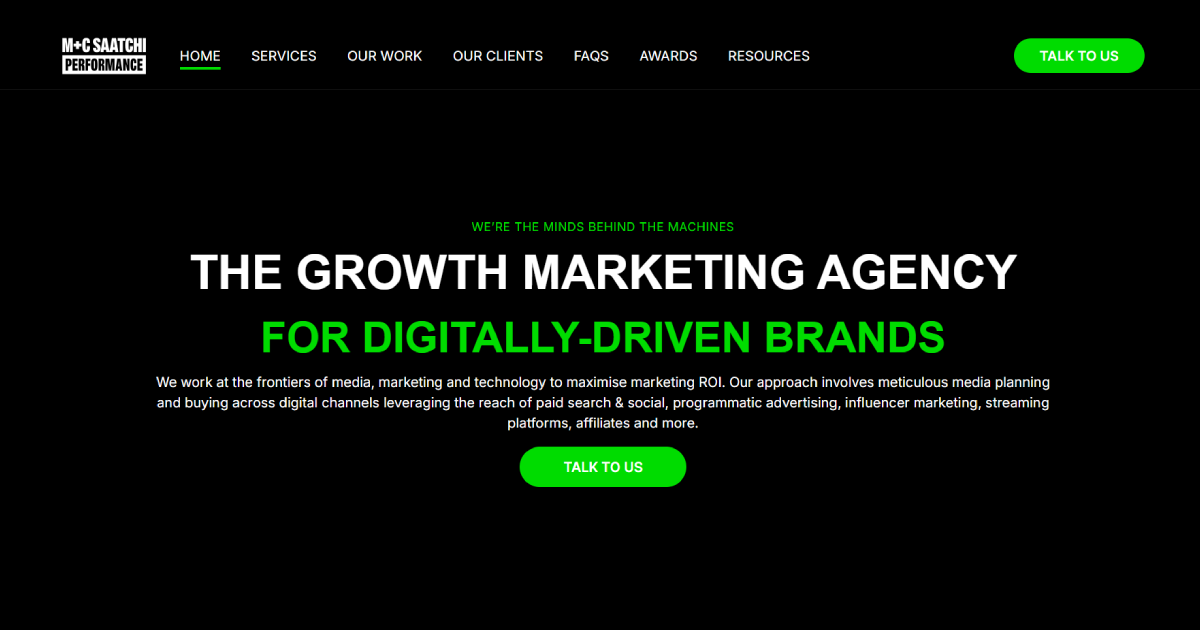 M+C SAATCHI
PERFORMANCE
HOME SERVICES OUR WORK OUR CLIENTS FAQS AWARDS RESOURCES
TALK TO US
WE'RE THE MINDS BEHIND THE MACHINES
THE GROWTH MARKETING AGENCY
FOR DIGITALLY-DRIVEN BRANDS
We work at the frontiers of media, marketing and technology to maximise marketing ROI. Our approach involves meticulous media planning
and buying across digital channels leveraging the reach of paid search & social, programmatic advertising, influencer marketing, streaming
platforms, affiliates and more.
TALK TO US